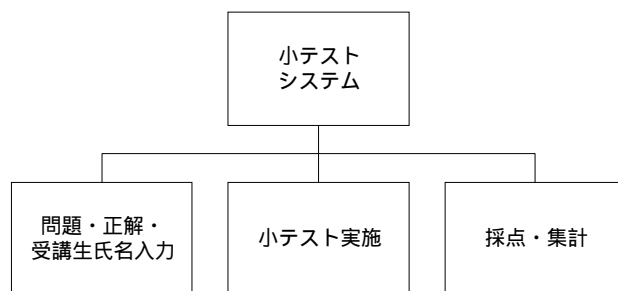 小テスト
システム
問題・正解・
受講生氏名入力
小テスト実施
採点・集計